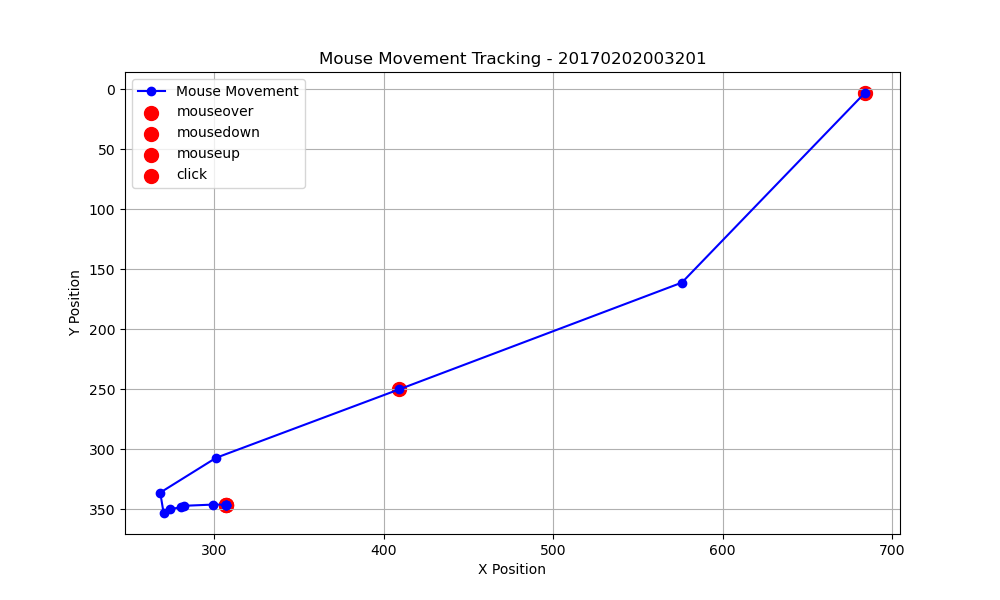 Mouse Movement Tracking - 20170202003201
Mouse Movement
mouseover
mousedown
mouseup
click
Y Position
0
50
100
150
200
250
300
350
300
400
500
600
700
X Position